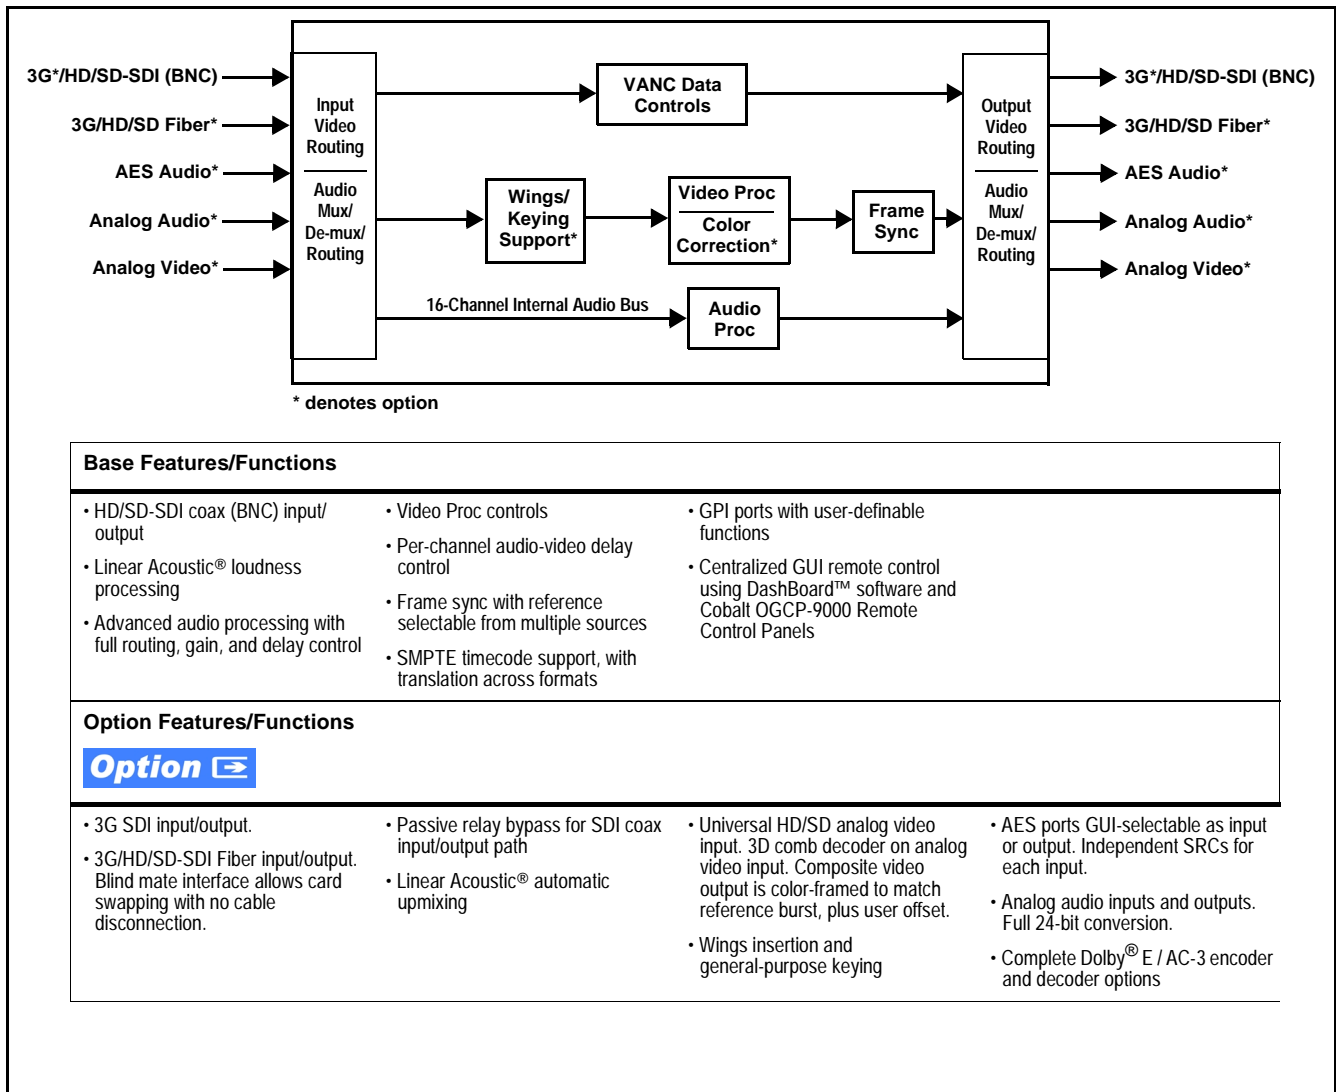 3G*/HD/SD-SDI (BNC)
3G/HD/SD Fiber*
AES Audio*
Analog Audio*
Analog Video*
Input
Video
Routing
Audio
Mux/
De-mux/
Routing
VANC Data
Controls
Wings/
Keying
Support*
Video Proc
Color
Correction*
Frame
Sync
16-Channel Internal Audio Bus
Audio
Proc
Output
Video
Routing
Audio
Mux/
De-mux/
Routing
3G*/HD/SD-SDI (BNC)
3G/HD/SD Fiber*
AES Audio*
Analog Audio*
Analog Video*
* denotes option
Base Features/Functions
• HD/SD-SDI coax (BNC) input/
output
• Linear Acoustic® loudness
processing
• Advanced audio processing with
full routing, gain, and delay control
• Video Proc controls
• Per-channel audio-video delay
control
• Frame sync with reference
selectable from multiple sources
• SMPTE timecode support, with
translation across formats
• GPI ports with user-definable
functions
• Centralized GUI remote control
using DashBoard™ software and
Cobalt OGCP-9000 Remote
Control Panels
Option Features/Functions
Option
• 3G SDI input/output.
• 3G/HD/SD-SDI Fiber input/output.
Blind mate interface allows card
swapping with no cable
disconnection.
• Passive relay bypass for SDI coax
input/output path
• Linear Acoustic® automatic
upmixing
• Universal HD/SD analog video
input. 3D comb decoder on analog
video input. Composite video
output is color-framed to match
reference burst, plus user offset.
• Wings insertion and
general-purpose keying
• AES ports GUI-selectable as input
or output. Independent SRCs for
each input.
• Analog audio inputs and outputs.
Full 24-bit conversion.
• Complete Dolby® E / AC-3 encoder
and decoder options